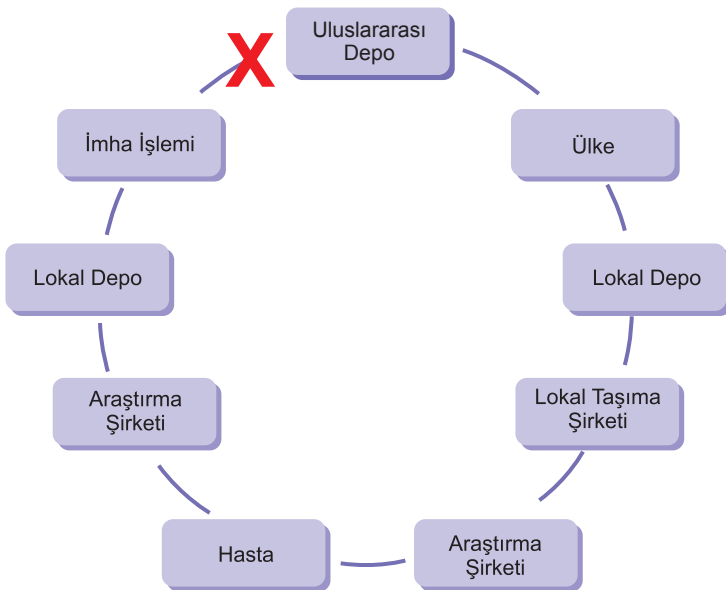 Uluslararası
Depo
Ülke
Lokal Depo
Lokal Taşıma
Şirketi
Araştırma
Şirketi
Hasta
Araştırma
Şirketi
Lokal Depo
İmha İşlemi
X